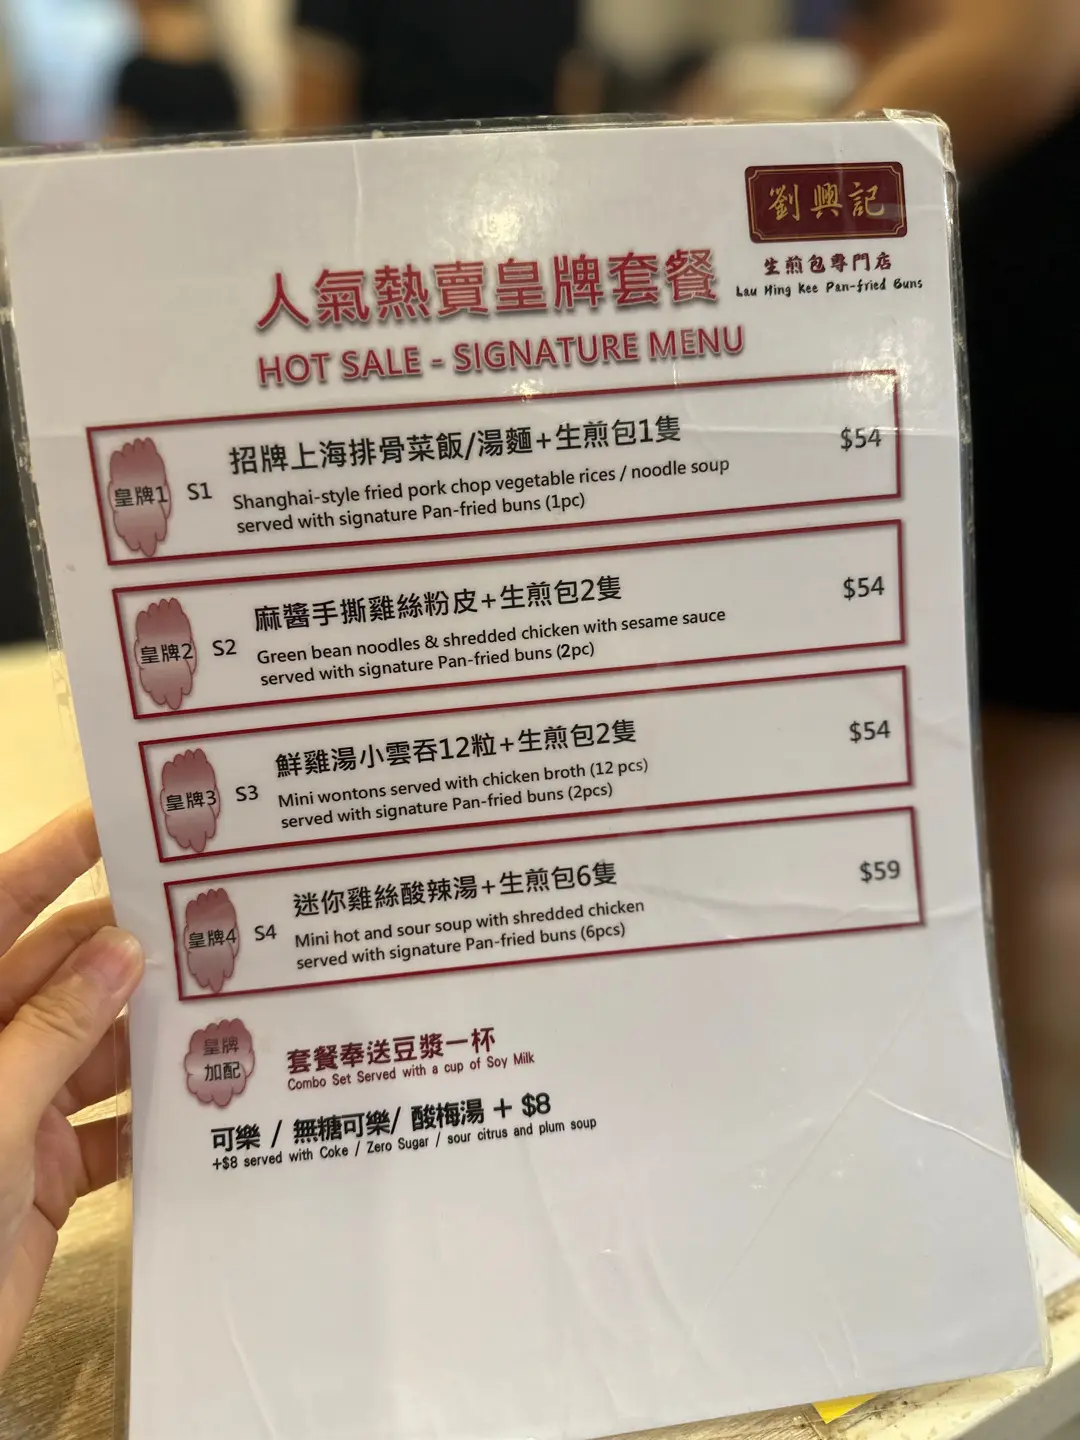 劉興記
生煎包專門店
Lau Hing Kee Pan-fried Buns
人氣熱賣皇牌套餐
HOT SALE - SIGNATURE MENU
皇牌1 S1 招牌上海排骨菜飯/湯麵+生煎包1隻 $54
Shanghai-style fried pork chop vegetable rices / noodle soup
served with signature Pan-fried buns (1pc)
皇牌2 S2 麻醬手撕雞絲粉皮+生煎包2隻 $54
Green bean noodles & shredded chicken with sesame sauce
served with signature Pan-fried buns (2pc)
皇牌3 S3 鮮雞湯小雲吞12粒+生煎包2隻 $54
Mini wontons served with chicken broth (12 pcs)
served with signature Pan-fried buns (2pcs)
皇牌4 S4 迷你雞絲酸辣湯+生煎包6隻 $59
Mini hot and sour soup with shredded chicken
served with signature Pan-fried buns (6pcs)
皇牌
加配
套餐奉送豆漿一杯
Combo Set Served with a cup of Soy Milk
可樂 / 無糖可樂/ 酸梅湯 + $8
+$8 served with Coke / Zero Sugar / sour citrus and plum soup